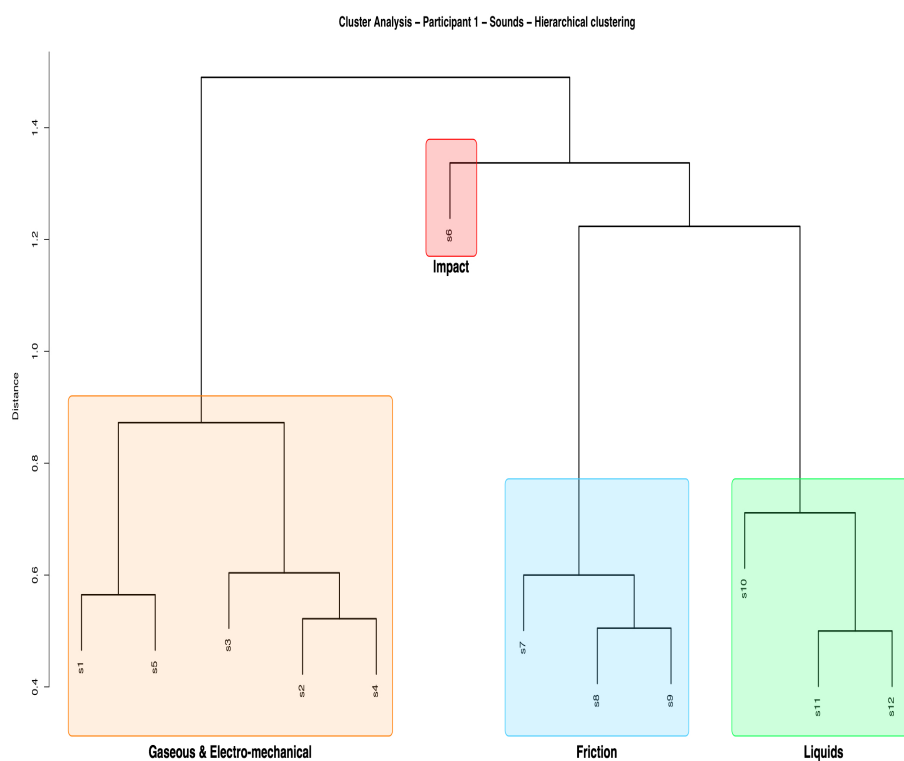 Cluster Analysis – Participant 1 – Sounds – Hierarchical clustering
Distance
1.4
1.2
1.0
0.8
0.6
0.4
s6
Impact
s1
s5
s3
s2
s4
s7
s8
s9
s10
s11
s12
Gaseous & Electro-mechanical
Friction
Liquids